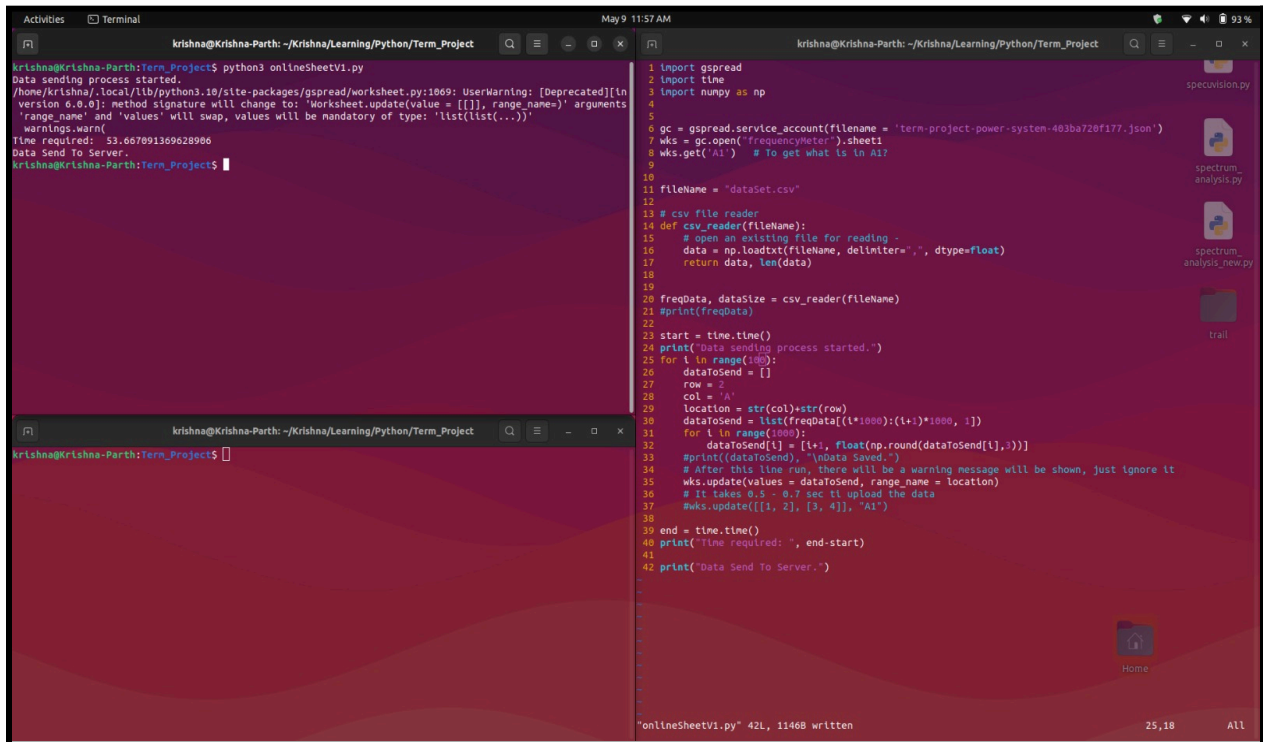 Activities Terminal May 9 11:57 AM 93 %
krishna@Krishna-Parth: ~/Krishna/Learning/Python/Term_Project
krishna@Krishna-Parth:Term_Project$ python3 onlineSheetV1.py
Data sending process started.
/home/krishna/.local/lib/python3.10/site-packages/gspread/worksheet.py:1069: UserWarning: [Deprecated][in
version 6.0.0]: method signature will change to: 'Worksheet.update(value = [[]], range_name=)' arguments
'range_name' and 'values' will swap, values will be mandatory of type: 'list(list(...))'
warnings.warn(
Time required:  53.667091369628906
Data Send To Server.
krishna@Krishna-Parth:Term_Project$
krishna@Krishna-Parth: ~/Krishna/Learning/Python/Term_Project
krishna@Krishna-Parth:Term_Project$
krishna@Krishna-Parth: ~/Krishna/Learning/Python/Term_Project
1 import gspread
2 import time
3 import numpy as np
4
5
6 gc = gspread.service_account(filename = 'term-project-power-system-403ba720f177.json')
7 wks = gc.open("frequencyMeter").sheet1
8 wks.get('A1')   # To get what is in A1?
9
10
11 fileName = "dataSet.csv"
12
13 # csv file reader
14 def csv_reader(fileName):
15     # open an existing file for reading -
16     data = np.loadtxt(fileName, delimiter=",", dtype=float)
17     return data, len(data)
18
19
20 freqData, dataSize = csv_reader(fileName)
21 #print(freqData)
22
23 start = time.time()
24 print("Data sending process started.")
25 for i in range(100):
26     dataToSend = []
27     row = 2
28     col = 'A'
29     location = str(col)+str(row)
30     dataToSend = list(freqData[(i*1000):(i+1)*1000, 1])
31     for i in range(1000):
32         dataToSend[i] = [i+1, float(np.round(dataToSend[i],3))]
33     #print((dataToSend), "\nData Saved.")
34     # After this line run, there will be a warning message will be shown, just ignore it
35     wks.update(values = dataToSend, range_name = location)
36     # It takes 0.5 - 0.7 sec ti upload the data
37     #wks.update([[1, 2], [3, 4]], "A1")
38
39 end = time.time()
40 print("Time required: ", end-start)
41
42 print("Data Send To Server.")
~
~
~
~
~
~
~
~
~
~
~
"onlineSheetV1.py" 42L, 1146B written 25,18 All
specuvision.py
spectrum_
analysis.py
spectrum_
analysis_new.py
trail
Home